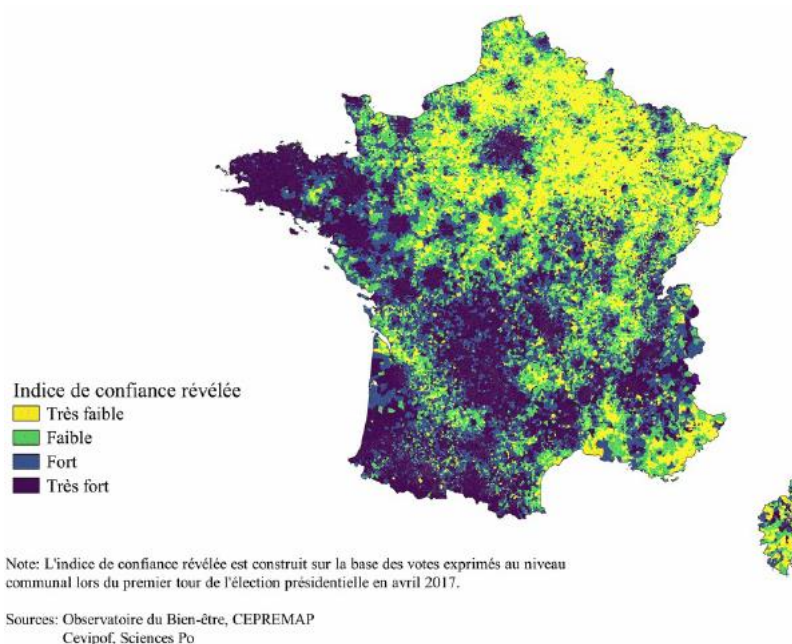 Indice de confiance révélée
Très faible
Faible
Fort
Très fort
Note: L'indice de confiance révélée est construit sur la base des votes exprimés au niveau
communal lors du premier tour de l'élection présidentielle en avril 2017.
Sources: Observatoire du Bien-être, CEPREMAP
Cevipof, Sciences Po